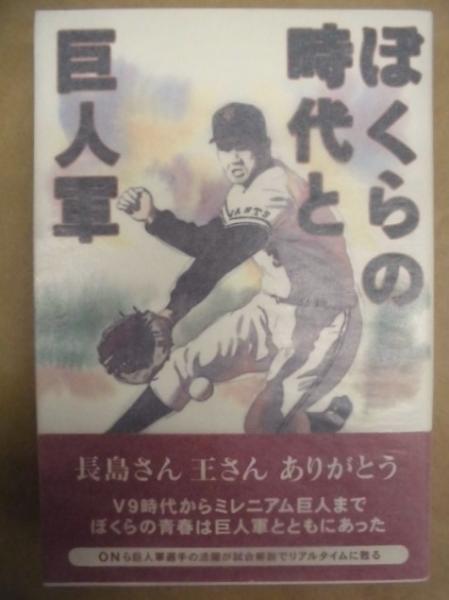 ぼくらの
時代と
巨人軍
GIANTS
長島さん 王さん ありがとう
V9時代からミレニアム巨人まで
ぼくらの青春は巨人軍とともにあった
ONら巨人軍選手の活躍が試合解説でリアルタイムに甦る